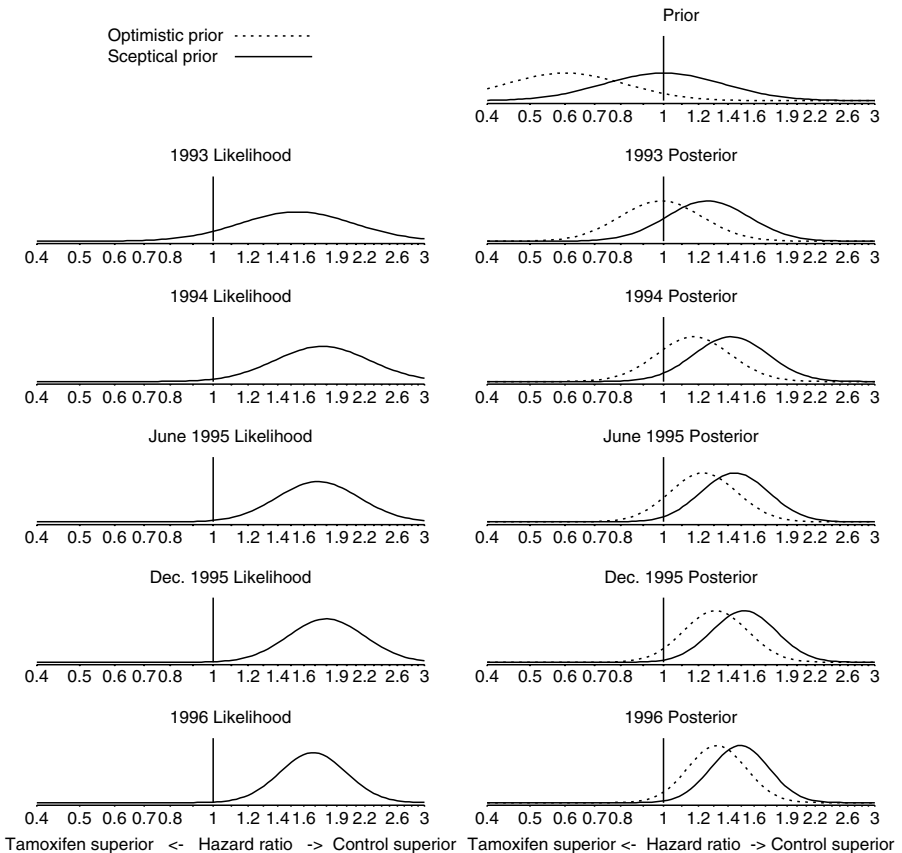 Prior
Optimistic prior
Sceptical prior
0.4 0.5 0.6 0.7 0.8 1 1.2 1.4 1.6 1.9 2.2 2.6 3
1993 Likelihood
1993 Posterior
0.4 0.5 0.6 0.7 0.8 1 1.2 1.4 1.6 1.9 2.2 2.6 3
0.4 0.5 0.6 0.7 0.8 1 1.2 1.4 1.6 1.9 2.2 2.6 3
1994 Likelihood
1994 Posterior
0.4 0.5 0.6 0.7 0.8 1 1.2 1.4 1.6 1.9 2.2 2.6 3
0.4 0.5 0.6 0.7 0.8 1 1.2 1.4 1.6 1.9 2.2 2.6 3
June 1995 Likelihood
June 1995 Posterior
0.4 0.5 0.6 0.7 0.8 1 1.2 1.4 1.6 1.9 2.2 2.6 3
0.4 0.5 0.6 0.7 0.8 1 1.2 1.4 1.6 1.9 2.2 2.6 3
Dec. 1995 Likelihood
Dec. 1995 Posterior
0.4 0.5 0.6 0.7 0.8 1 1.2 1.4 1.6 1.9 2.2 2.6 3
0.4 0.5 0.6 0.7 0.8 1 1.2 1.4 1.6 1.9 2.2 2.6 3
1996 Likelihood
1996 Posterior
0.4 0.5 0.6 0.7 0.8 1 1.2 1.4 1.6 1.9 2.2 2.6 3
0.4 0.5 0.6 0.7 0.8 1 1.2 1.4 1.6 1.9 2.2 2.6 3
Tamoxifen superior <- Hazard ratio -> Control superior
Tamoxifen superior <- Hazard ratio -> Control superior